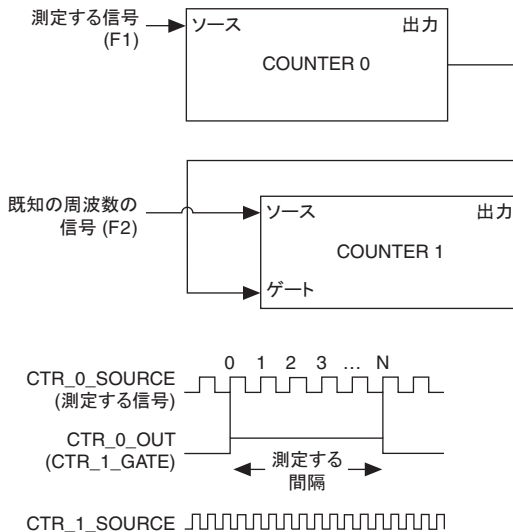 測定する信号
(F1)
ソース
出力
COUNTER 0
既知の周波数の
信号 (F2)
ソース
出力
COUNTER 1
ゲート
0 1 2 3 … N
CTR_0_SOURCE
(測定する信号)
CTR_0_OUT
(CTR_1_GATE)
測定する
間隔
CTR_1_SOURCE